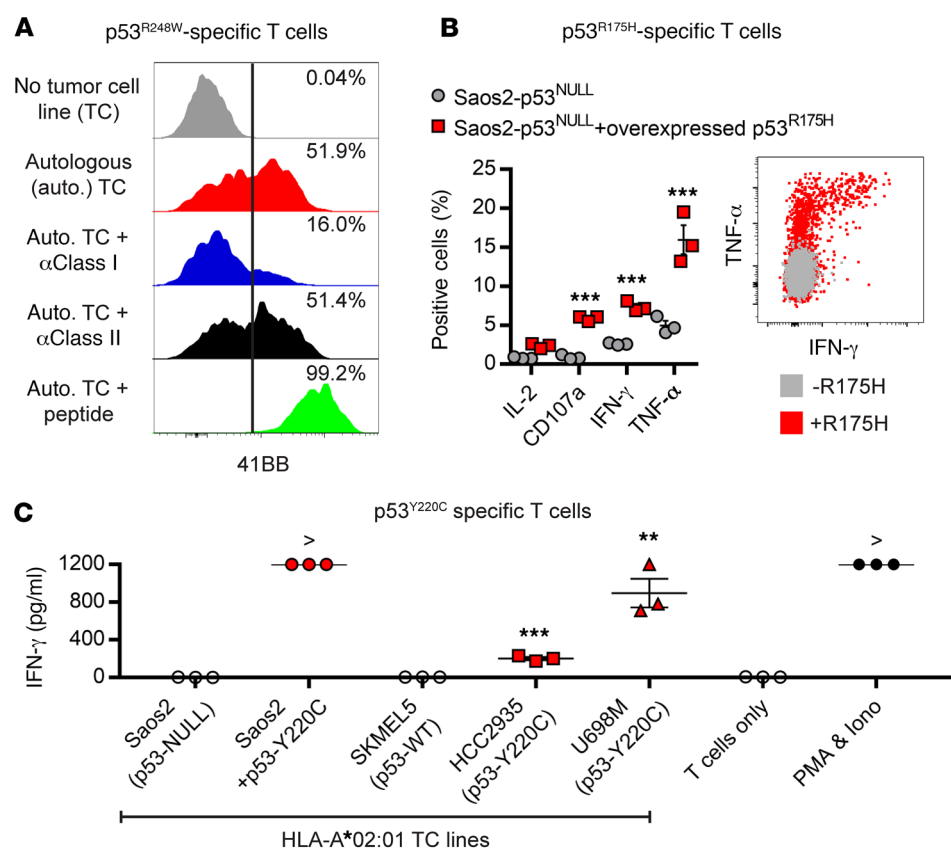 A
p53R248W-specific T cells
No tumor cell
line (TC)
0.04%
Autologous
(auto.) TC
51.9%
Auto. TC +
αClass I
16.0%
Auto. TC +
αClass II
51.4%
Auto. TC +
peptide
99.2%
41BB
B
p53R175H-specific T cells
Saos2-p53NULL
Saos2-p53NULL+overexpressed p53R175H
Positive cells (%)
25
20
15
10
5
0
***
***
***
IL-2
CD107a
IFN-γ
TNF-α
TNF-α
IFN-γ
-R175H
+R175H
C
p53Y220C specific T cells
IFN-γ (pg/ml)
1200
800
400
0
>
***
**
>
Saos2
(p53-NULL)
Saos2
+p53-Y220C
SKMEL5
(p53-WT)
HCC2935
(p53-Y220C)
U698M
(p53-Y220C)
T cells only
PMA & Iono
HLA-A*02:01 TC lines